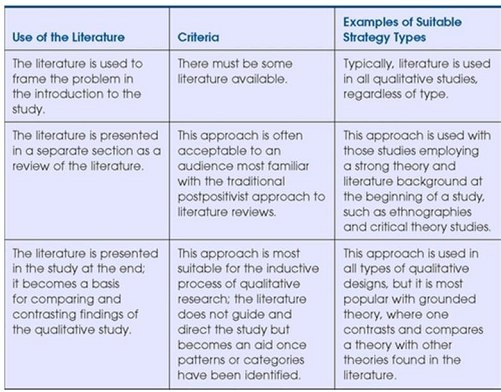 Use of the Literature
Criteria
Examples of Suitable
Strategy Types
The literature is used to
frame the problem in
the introduction to the
study.
There must be some
literature available.
Typically, literature is used
in all qualitative studies,
regardless of type.
The literature is presented
in a separate section as a
review of the literature.
This approach is often
acceptable to an
audience most familiar
with the traditional
postpositivist approach to
literature reviews.
This approach is used with
those studies employing
a strong theory and
literature background at
the beginning of a study,
such as ethnographies
and critical theory studies.
The literature is presented
in the study at the end;
it becomes a basis
for comparing and
contrasting findings of
the qualitative study.
This approach is most
suitable for the inductive
process of qualitative
research; the literature
does not guide and
direct the study but
becomes an aid once
patterns or categories
have been identified.
This approach is used in
all types of qualitative
designs, but it is most
popular with grounded
theory, where one
contrasts and compares
a theory with other
theories found in the
literature.